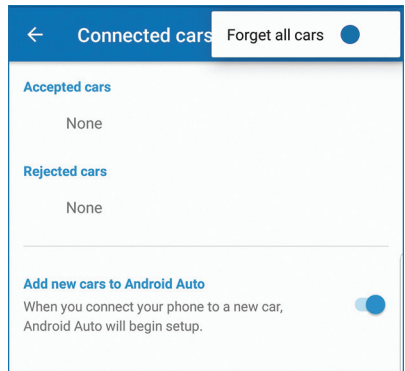 Connected cars
Forget all cars
Accepted cars
None
Rejected cars
None
Add new cars to Android Auto
When you connect your phone to a new car,
Android Auto will begin setup.